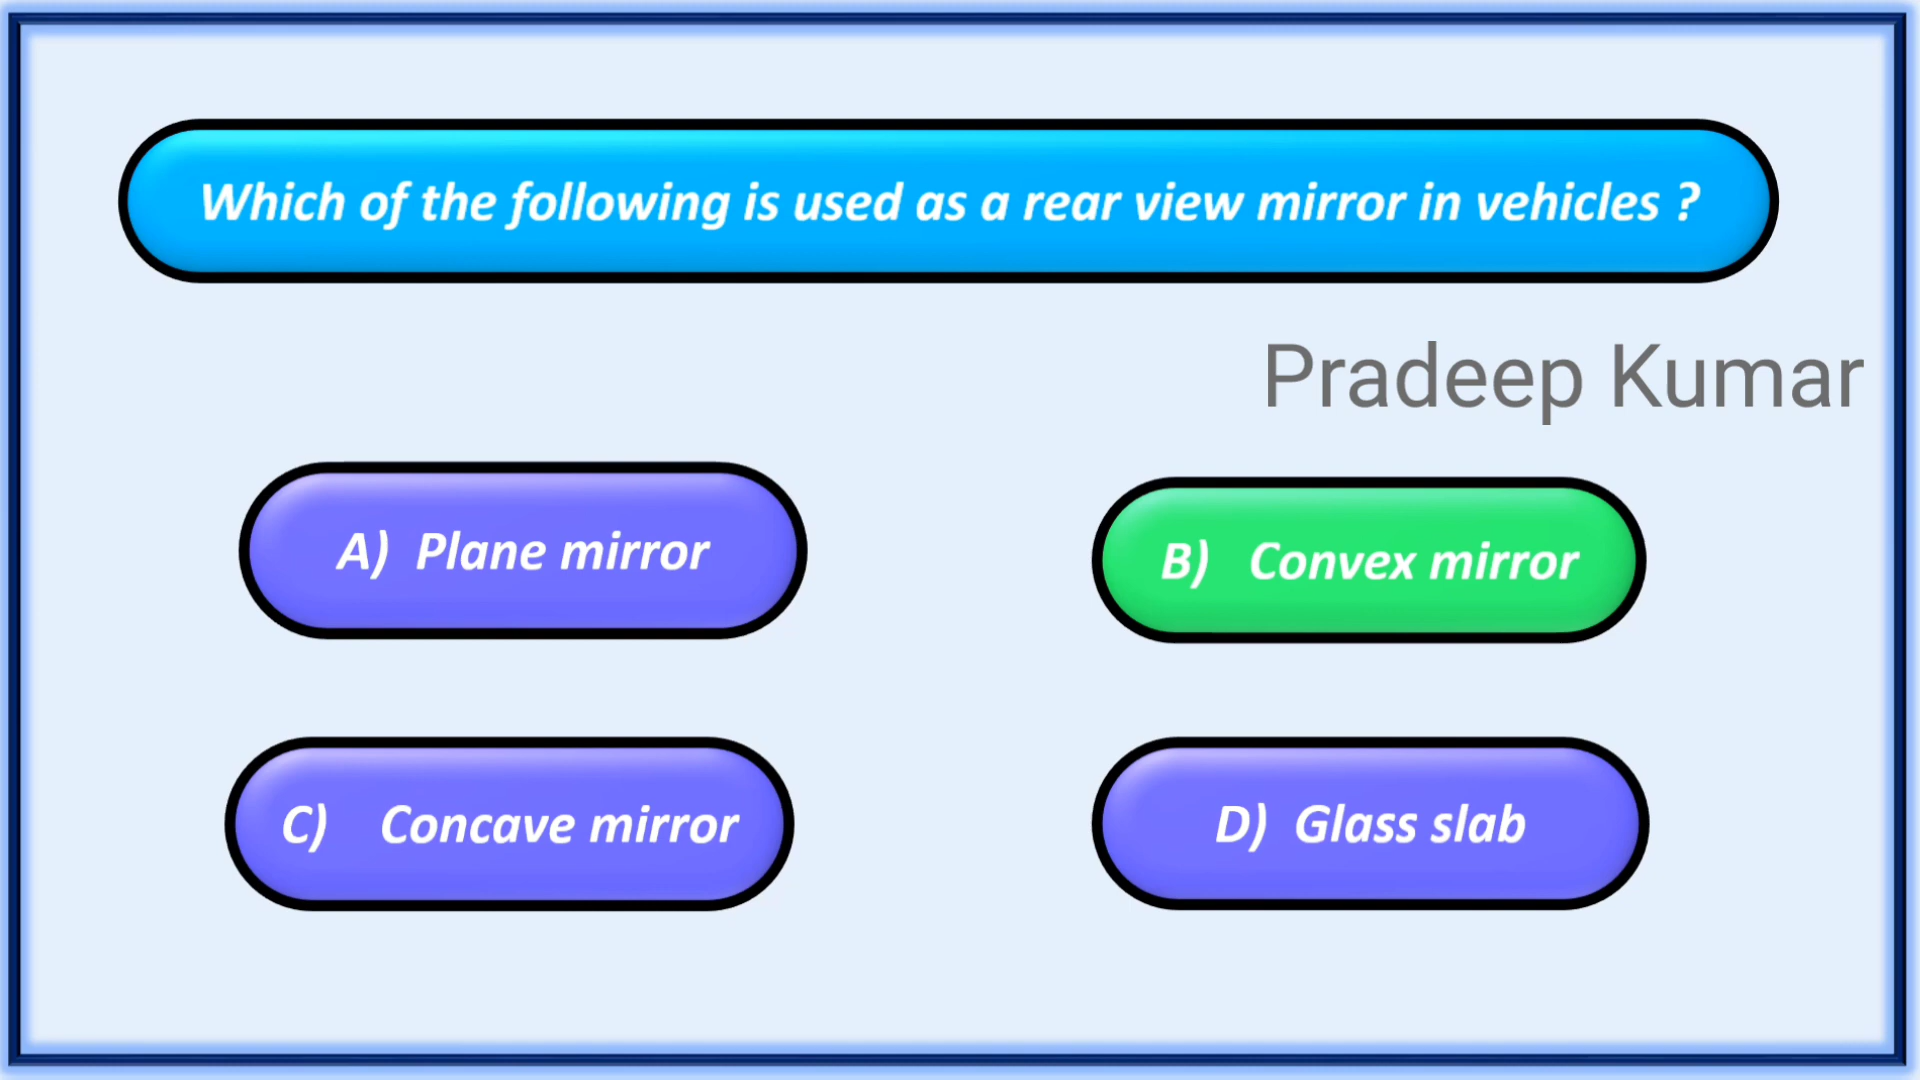 Which of the following is used as a rear view mirror in vehicles ?
Pradeep Kumar
A) Plane mirror
B) Convex mirror
C) Concave mirror
D) Glass slab